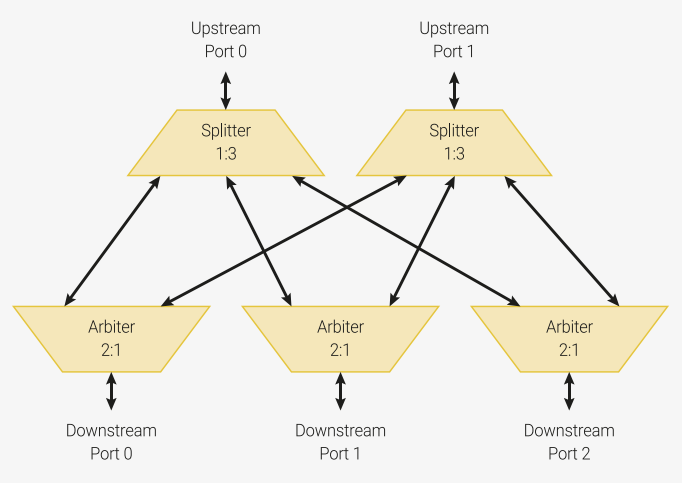 Upstream
Port 0
Upstream
Port 1
Splitter
1:3
Splitter
1:3
Arbiter
2:1
Arbiter
2:1
Arbiter
2:1
Downstream
Port 0
Downstream
Port 1
Downstream
Port 2